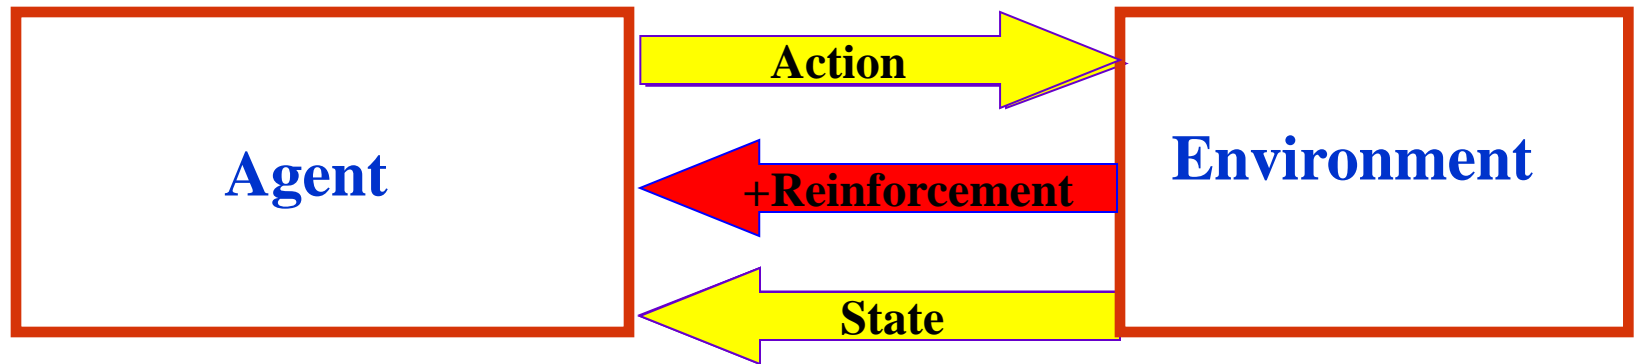 Agent
Action
+Reinforcement
State
Environment